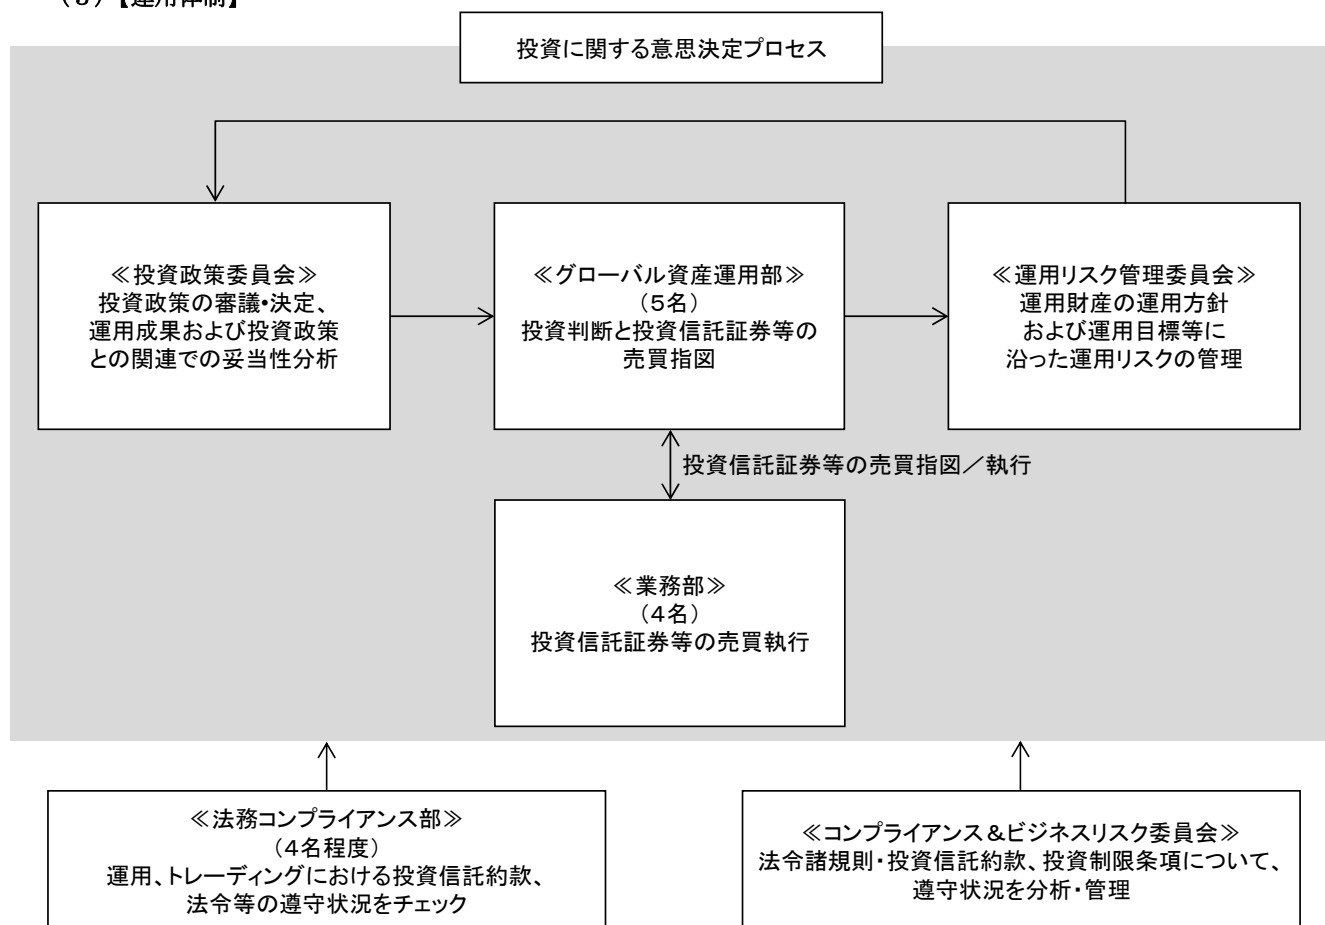 【運用体制】
投資に関する意思決定プロセス
≪投資政策委員会≫
投資政策の審議・決定、
運用成果および投資政策
との関連での妥当性分析
≪グローバル資産運用部≫
（５名）
投資判断と投資信託証券等の
売買指図
≪運用リスク管理委員会≫
運用財産の運用方針
および運用目標等に
沿った運用リスクの管理
投資信託証券等の売買指図／執行
≪業務部≫
（４名）
投資信託証券等の売買執行
≪法務コンプライアンス部≫
（４名程度）
運用、トレーディングにおける投資信託約款、
法令等の遵守状況をチェック
≪コンプライアンス＆ビジネスリスク委員会≫
法令諸規則・投資信託約款、投資制限条項について、
遵守状況を分析・管理